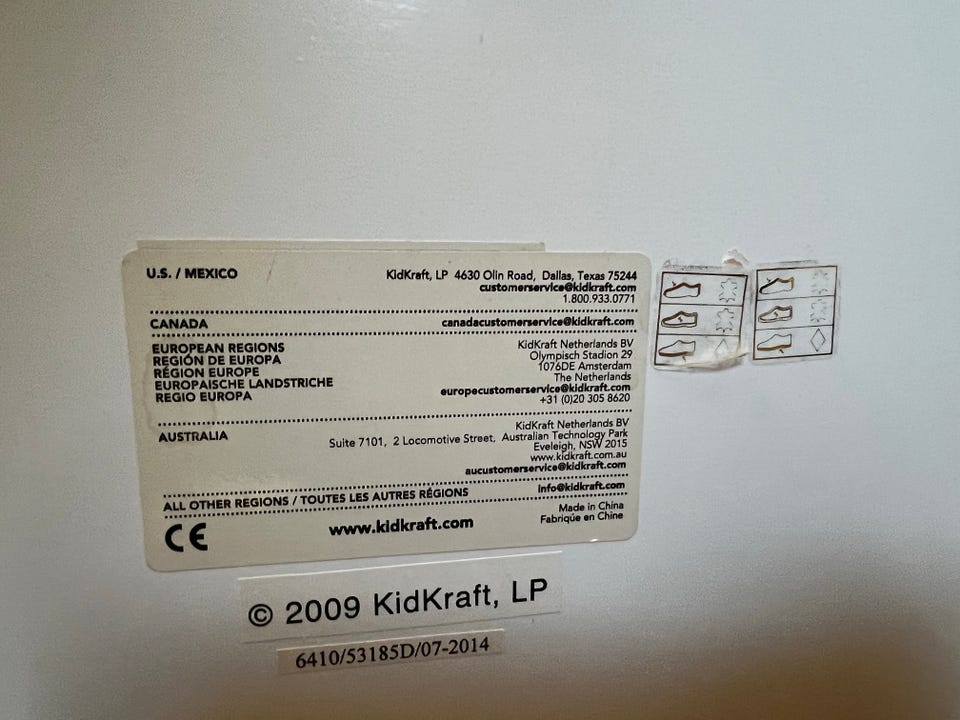 U.S. / MEXICO
KidKraft, LP 4630 Olin Road, Dallas, Texas 75244
customerservice@kidkraft.com
1.800.933.0771
CANADA
canadacustomerservice@kidkraft.com
EUROPEAN REGIONS
REGIÓN DE EUROPA
RÉGION EUROPE
EUROPAISCHE LANDSTRICHE
REGIO EUROPA
KidKraft Netherlands BV
Olympisch Stadion 29
1076DE Amsterdam
The Netherlands
europecustomerservice@kidkraft.com
+31 (0)20 305 8620
AUSTRALIA
KidKraft Netherlands BV
Suite 7101, 2 Locomotive Street, Australian Technology Park
Eveleigh, NSW 2015
www.kidkraft.com.au
aucustomerservice@kidkraft.com
ALL OTHER REGIONS / TOUTES LES AUTRES RÉGIONS
info@kidkraft.com
CE
www.kidkraft.com
Made in China
Fabriqúe en Chine
© 2009 KidKraft, LP
6410/53185D/07-2014